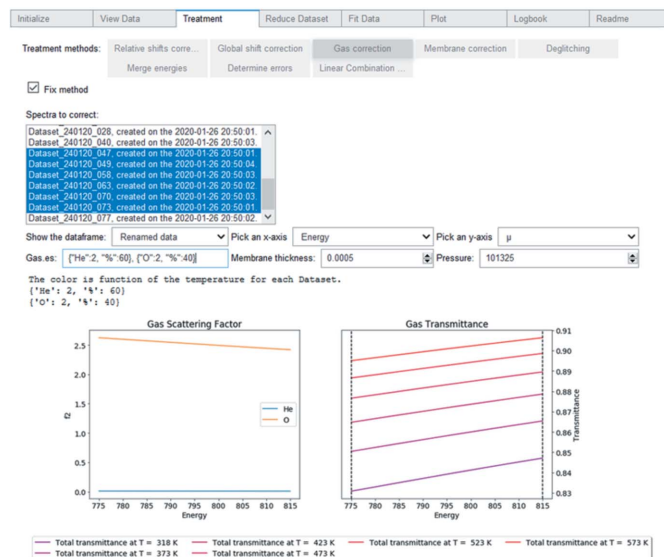 Initialize View Data Treatment Reduce Dataset Fit Data Plot Logbook Readme
Treatment methods: Relative shifts corre... Global shift correction Gas correction Membrane correction Deglitching
Merge energies Determine errors Linear Combination ...
Fix method
Spectra to correct:
Dataset_240120_028, created on the 2020-01-26 20:50:01.
Dataset_240120_040, created on the 2020-01-26 20:50:03.
Dataset_240120_047, created on the 2020-01-26 20:50:01.
Dataset_240120_049, created on the 2020-01-26 20:50:04.
Dataset_240120_058, created on the 2020-01-26 20:50:03.
Dataset_240120_063, created on the 2020-01-26 20:50:02.
Dataset_240120_070, created on the 2020-01-26 20:50:03.
Dataset_240120_073, created on the 2020-01-26 20:50:01.
Dataset_240120_077, created on the 2020-01-26 20:50:02.
Show the dataframe: Renamed data Pick an x-axis Energy Pick an y-axis μ
Gas.es: {"He":2, "%":60}, {"O":2, "%":40} Membrane thickness: 0.0005 Pressure: 101325
The color is function of the temperature for each Dataset.
{'He': 2, '%': 60}
{'O': 2, '%': 40}
Gas Scattering Factor Gas Transmittance
2.5
2.0
1.5
1.0
0.5
0.0
f2
He
O
0.91
0.90
0.89
0.88
0.87
0.86
0.85
0.84
0.83
Transmittance
775 780 785 790 795 800 805 810 815
Energy
775 780 785 790 795 800 805 810 815
Energy
Total transmittance at T = 318 K Total transmittance at T = 423 K Total transmittance at T = 523 K Total transmittance at T = 573 K
Total transmittance at T = 373 K Total transmittance at T = 473 K